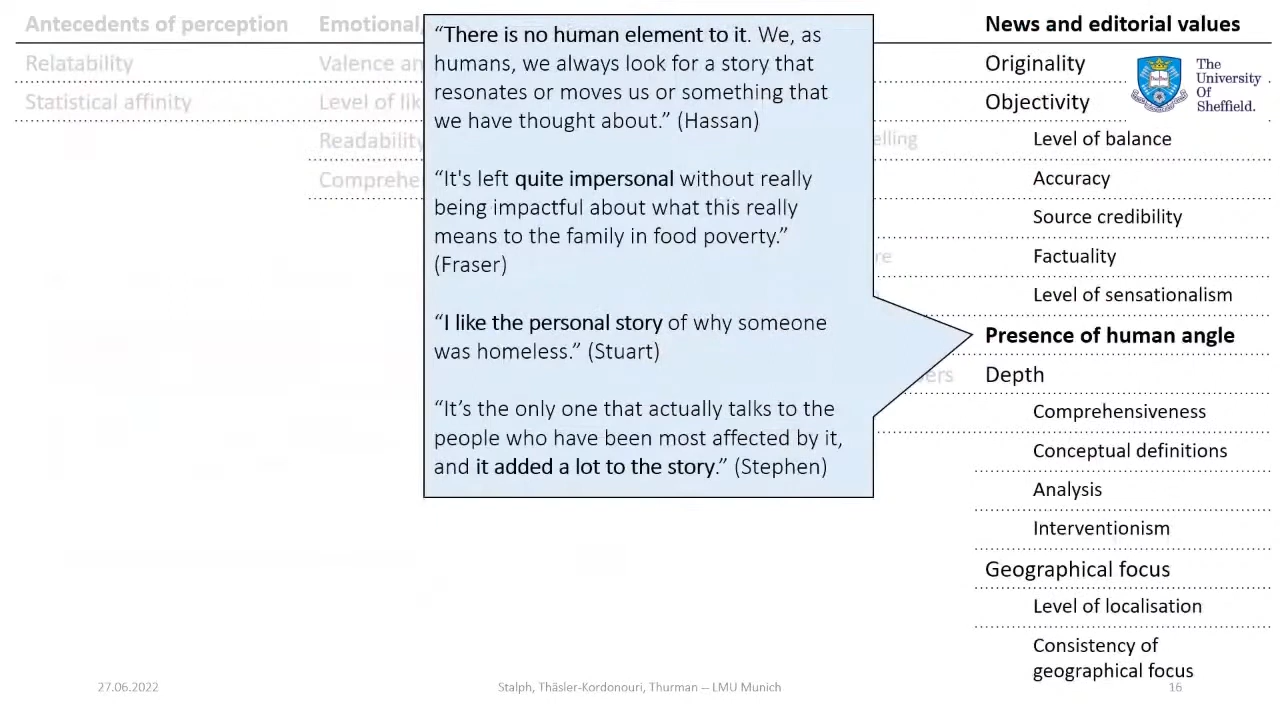 Antecedents of perception
Relatability
Statistical affinity
Emotional,
Valence an
Level of lik
Readability
Comprehe
“There is no human element to it. We, as
humans, we always look for a story that
resonates or moves us or something that
we have thought about.” (Hassan)
“It's left quite impersonal without really
being impactful about what this really
means to the family in food poverty.”
(Fraser)
“I like the personal story of why someone
was homeless.” (Stuart)
“It’s the only one that actually talks to the
people who have been most affected by it,
and it added a lot to the story.” (Stephen)
elling
re
ers
News and editorial values
Originality
Objectivity
Level of balance
Accuracy
Source credibility
Factuality
Level of sensationalism
Presence of human angle
Depth
Comprehensiveness
Conceptual definitions
Analysis
Interventionism
Geographical focus
Level of localisation
Consistency of
geographical focus
The
University
Of
Sheffield.
27.06.2022
Stalph, Thäsler-Kordonouri, Thurman -- LMU Munich
16